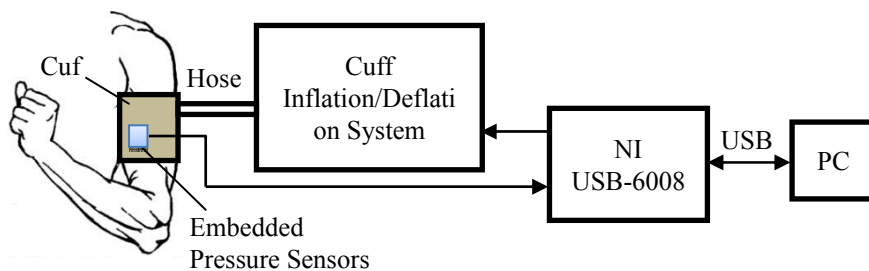 Cuf
Hose
Cuff
Inflation/Deflati
on System
NI
USB-6008
USB
PC
Embedded
Pressure Sensors